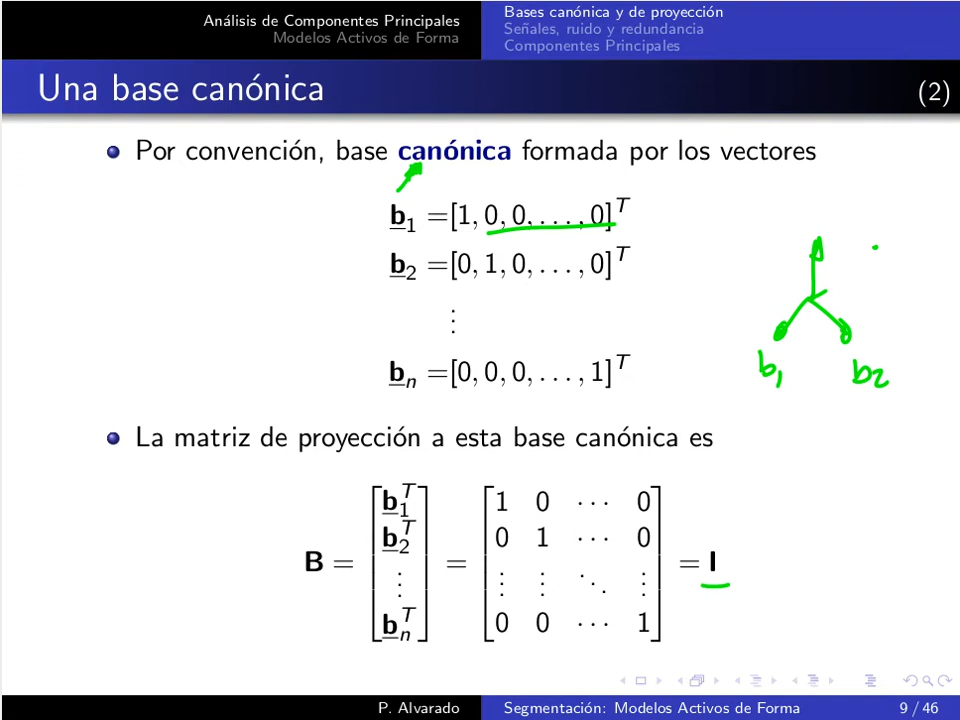 Análisis de Componentes Principales
Modelos Activos de Forma
Bases canónica y de proyección
Señales, ruido y redundancia
Componentes Principales
Una base canónica (2)
Por convención, base canónica formada por los vectores
b₁ =[1, 0, 0, . . . , 0]ᵀ
b₂ =[0, 1, 0, . . . , 0]ᵀ
⋮
bₙ =[0, 0, 0, . . . , 1]ᵀ
b₁ b₂
La matriz de proyección a esta base canónica es
B = [b₁ᵀ b₂ᵀ ⋮ bₙᵀ] = [1 0 ⋯ 0
0 1 ⋯ 0
⋮ ⋮ ⋱ ⋮
0 0 ⋯ 1] = I
P. Alvarado Segmentación: Modelos Activos de Forma 9 / 46